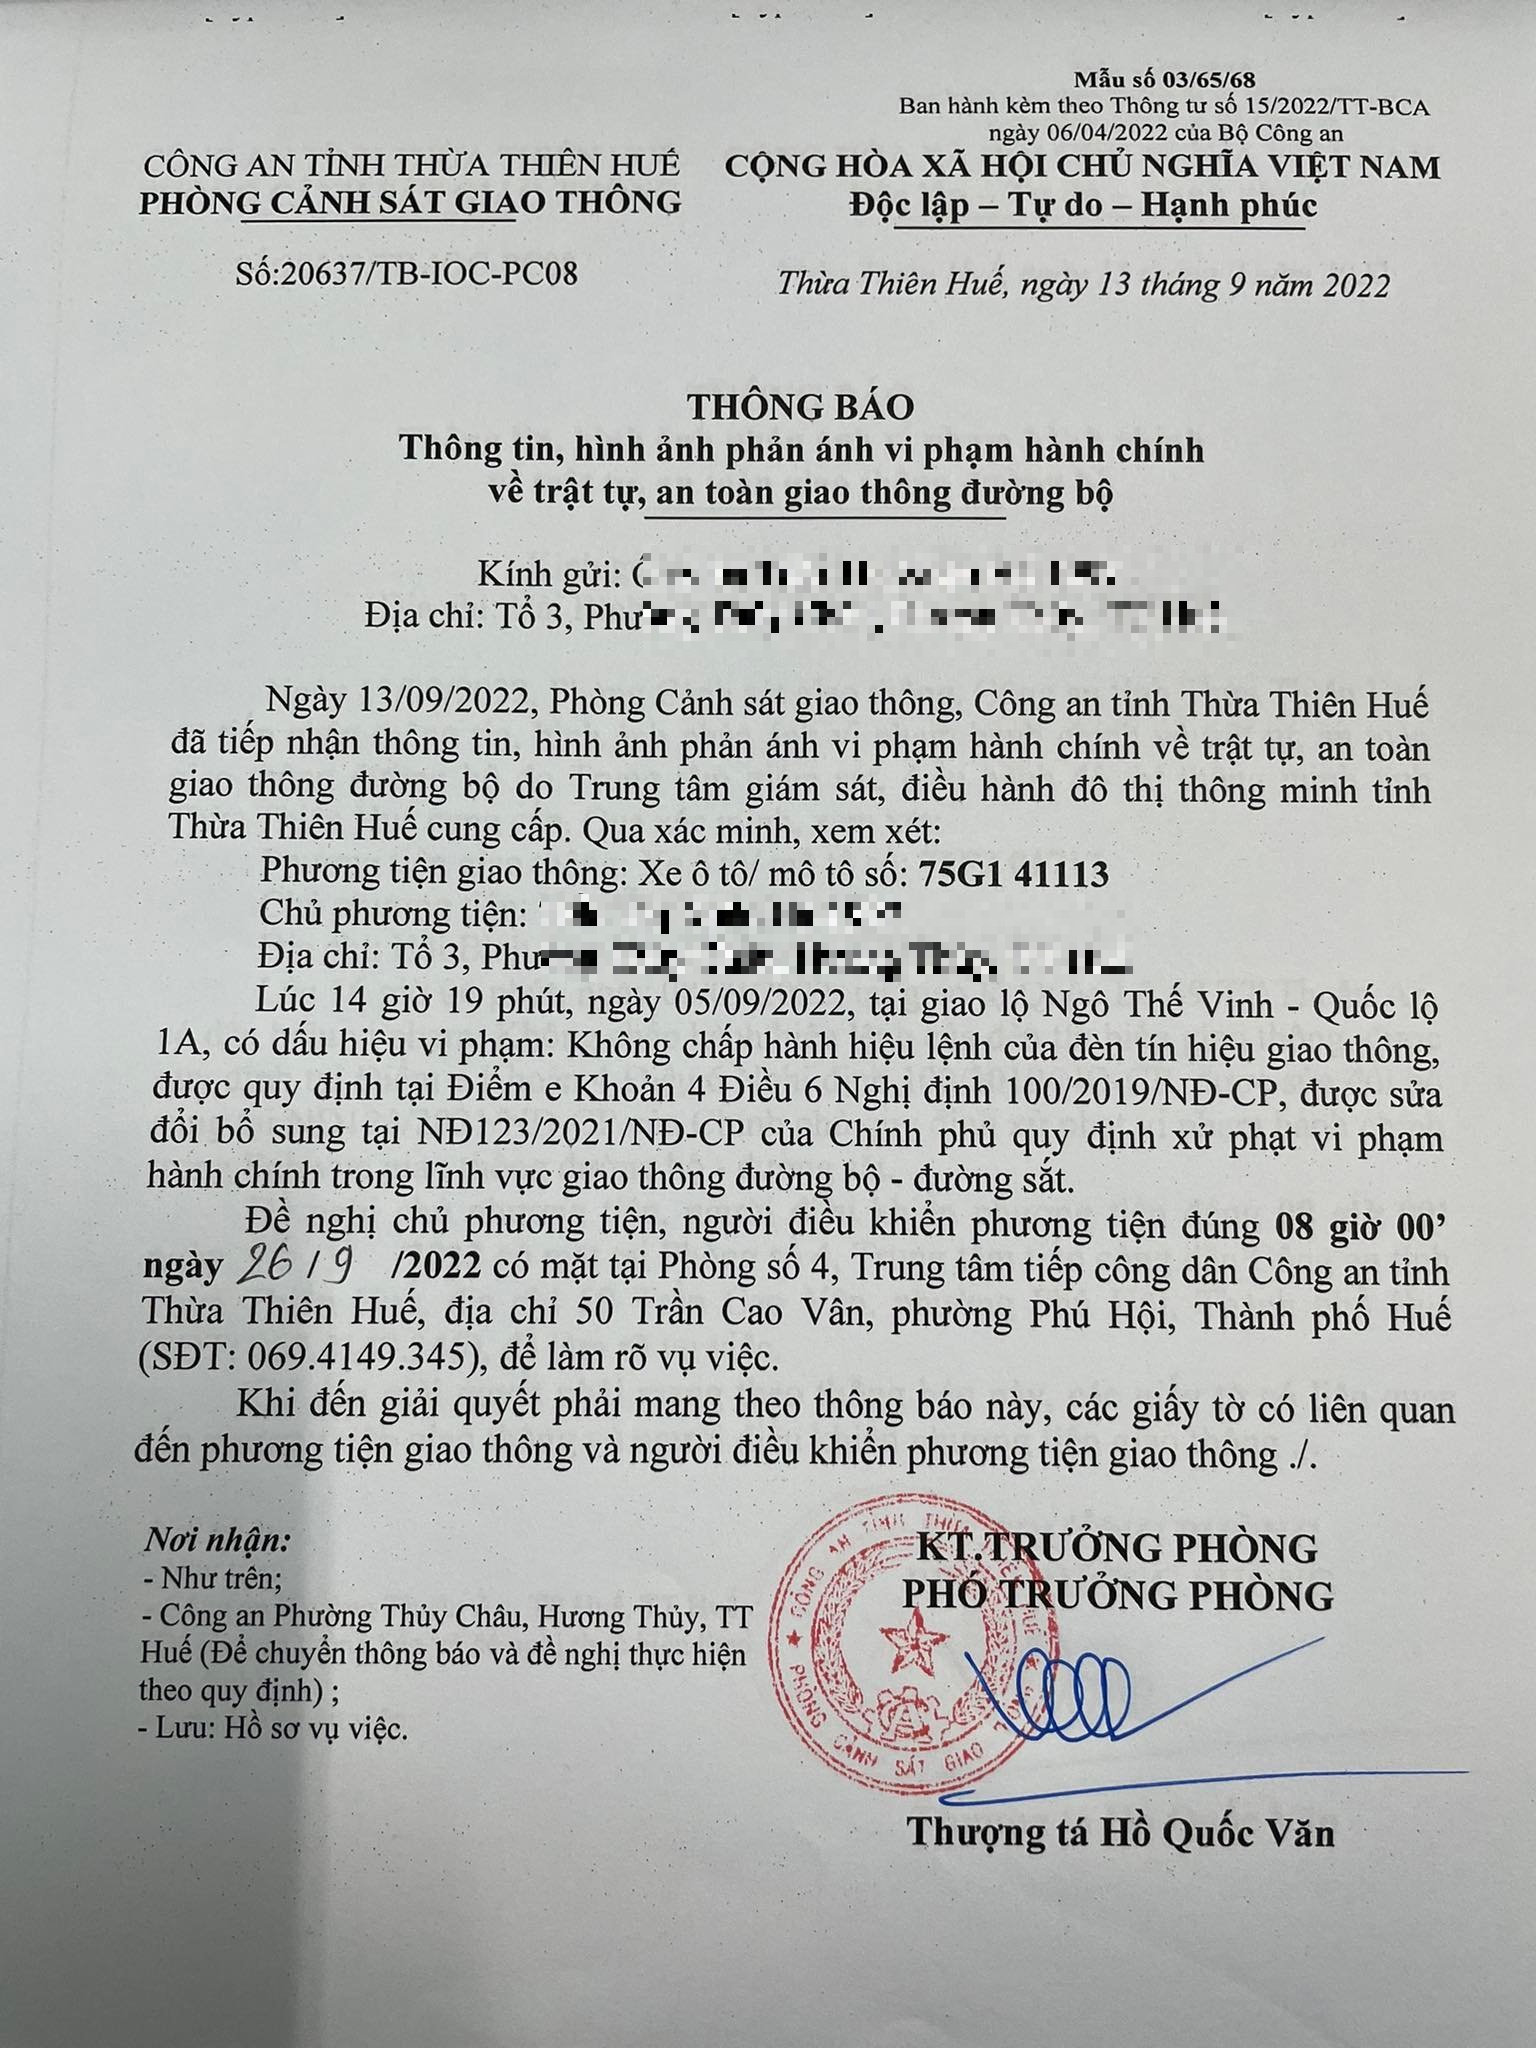 Mẫu số 03/65/68
Ban hành kèm theo Thông tư số 15/2022/TT-BCA
ngày 06/04/2022 của Bộ Công an
CÔNG AN TỈNH THỪA THIÊN HUẾ
PHÒNG CẢNH SÁT GIAO THÔNG
CỘNG HÒA XÃ HỘI CHỦ NGHĨA VIỆT NAM
Độc lập – Tự do – Hạnh phúc
Số:20637/TB-IOC-PC08
Thừa Thiên Huế, ngày 13 tháng 9 năm 2022
THÔNG BÁO
Thông tin, hình ảnh phản ánh vi phạm hành chính
về trật tự, an toàn giao thông đường bộ
Kính gửi:
Địa chỉ: Tổ 3,
Ngày 13/09/2022, Phòng Cảnh sát giao thông, Công an tỉnh Thừa Thiên Huế
đã tiếp nhận thông tin, hình ảnh phản ánh vi phạm hành chính về trật tự, an toàn
giao thông đường bộ do Trung tâm giám sát, điều hành đô thị thông minh tỉnh
Thừa Thiên Huế cung cấp. Qua xác minh, xem xét:
Phương tiện giao thông: Xe ô tô/ mô tô số: 75G1 41113
Chủ phương tiện:
Địa chỉ: Tổ 3,
Lúc 14 giờ 19 phút, ngày 05/09/2022, tại giao lộ Ngô Thế Vinh - Quốc lộ
1A, có dấu hiệu vi phạm: Không chấp hành hiệu lệnh của đèn tín hiệu giao thông,
được quy định tại Điểm e Khoản 4 Điều 6 Nghị định 100/2019/NĐ-CP, được sửa
đổi bổ sung tại NĐ123/2021/NĐ-CP của Chính phủ quy định xử phạt vi phạm
hành chính trong lĩnh vực giao thông đường bộ - đường sắt.
Đề nghị chủ phương tiện, người điều khiển phương tiện đúng 08 giờ 00’
ngày 26/9 /2022 có mặt tại Phòng số 4, Trung tâm tiếp công dân Công an tỉnh
Thừa Thiên Huế, địa chỉ 50 Trần Cao Vân, phường Phú Hội, Thành phố Huế
(SĐT: 069.4149.345), để làm rõ vụ việc.
Khi đến giải quyết phải mang theo thông báo này, các giấy tờ có liên quan
đến phương tiện giao thông và người điều khiển phương tiện giao thông ./.
Nơi nhận:
- Như trên;
- Công an Phường Thủy Châu, Hương Thủy, TT
Huế (Để chuyển thông báo và đề nghị thực hiện
theo quy định) ;
- Lưu: Hồ sơ vụ việc.
KT.TRƯỞNG PHÒNG
PHÓ TRƯỞNG PHÒNG
CÔNG AN TỈNH THỪA THIÊN HUẾ
PHÒNG CẢNH SÁT GIAO THÔNG
Thượng tá Hồ Quốc Văn